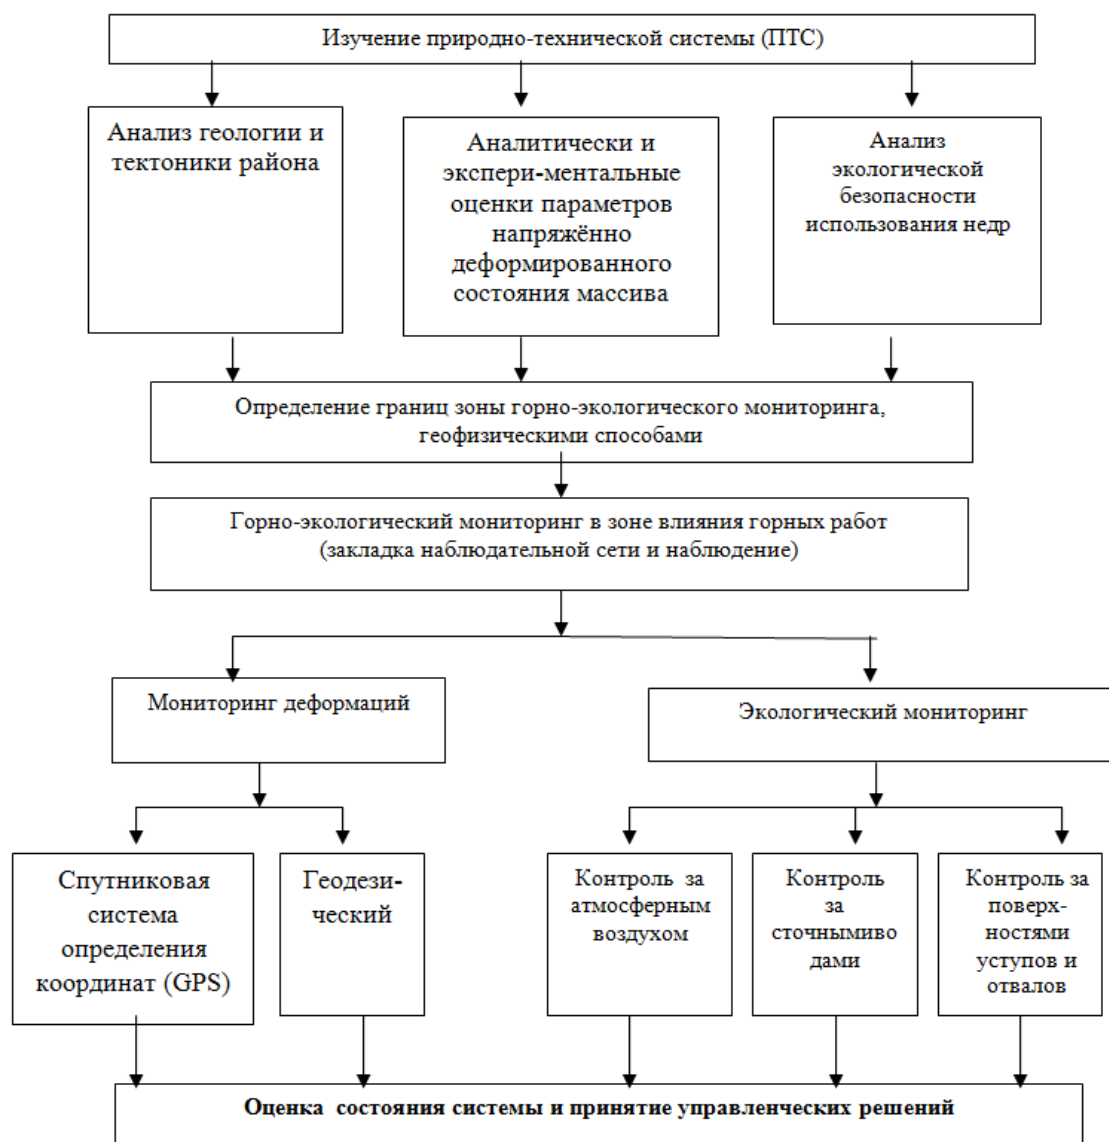 Изучение природно-технической системы (ПТС)
Анализ геологии и
тектоники района
Аналитически и
экспери-ментальные
оценки параметров
напряжённо
деформированного
состояния массива
Анализ
экологической
безопасности
использования недр
Определение границ зоны горно-экологического мониторинга,
геофизическими способами
Горно-экологический мониторинг в зоне влияния горных работ
(закладка наблюдательной сети и наблюдение)
Мониторинг деформаций
Экологический мониторинг
Спутниковая
система
определения
координат (GPS)
Геодези-
ческий
Контроль за
атмосферным
воздухом
Контроль
за
сточнымиво
дами
Контроль за
поверх-
ностями
уступов и
отвалов
Оценка состояния системы и принятие управленческих решений